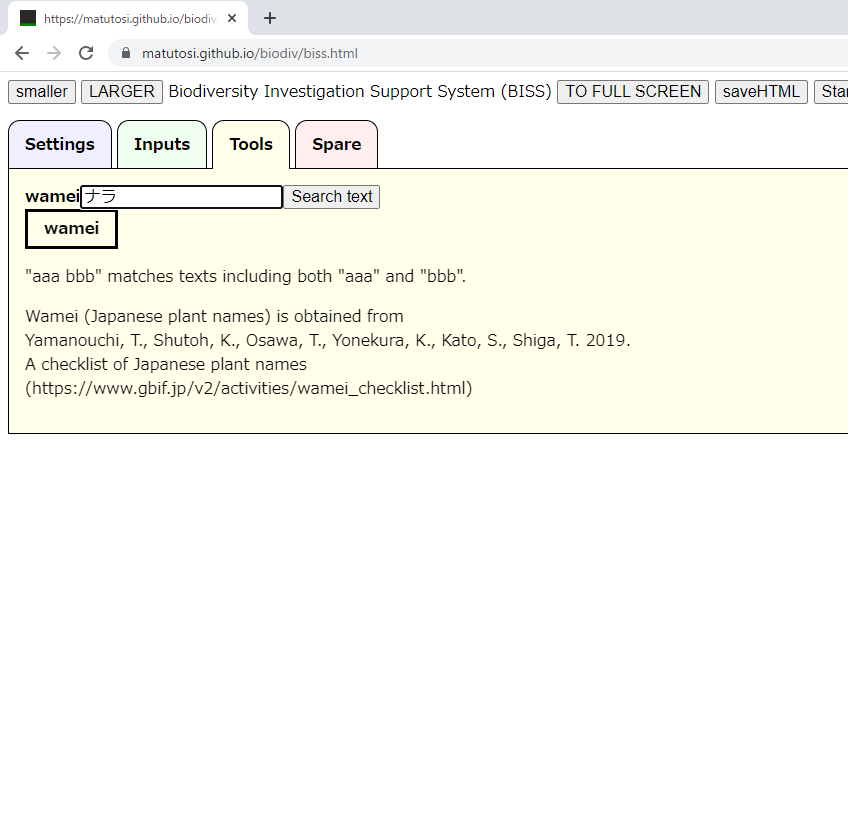 https://matutosi.github.io/biodiv
matutosi.github.io/biodiv/biss.html
smaller LARGER Biodiversity Investigation Support System (BISS) TO FULL SCREEN saveHTML Star
Settings Inputs Tools Spare
wamei ナラ Search text
wamei
"aaa bbb" matches texts including both "aaa" and "bbb".
Wamei (Japanese plant names) is obtained from
Yamanouchi, T., Shutoh, K., Osawa, T., Yonekura, K., Kato, S., Shiga, T. 2019.
A checklist of Japanese plant names
(https://www.gbif.jp/v2/activities/wamei_checklist.html)